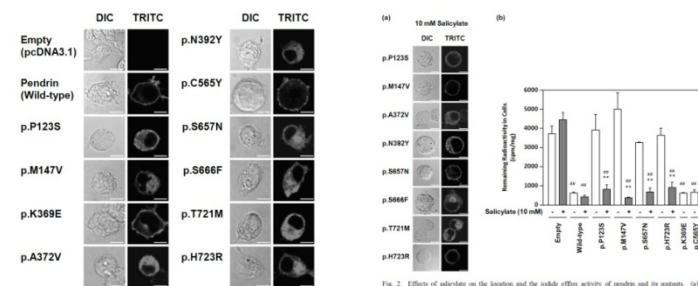 DIC TRITC
Empty
(pcDNA3.1)
Pendrin
(Wild-type)
p.P123S
p.M147V
p.K369E
p.A372V
DIC TRITC
p.N392Y
p.C565Y
p.S657N
p.S666F
p.T721M
p.H723R
(a)
10 mM Salicylate
DIC TRITC
p.P123S
p.M147V
p.A372V
p.N392Y
p.S657N
p.S666F
p.T721M
p.H723R
(b)
Remaining Radioactivity in Cells
(cpm/mg)
6000
5000
4000
3000
2000
1000
0
## ## ## ## ## ## ## ##
** ** ** **
Salicylate (10 mM) - + - + - + - + - + - + - -
Empty
Wild-type
p.P123S
p.M147V
p.S657N
p.H723R
p.K369E
p.C565Y
Fig. 2. Effects of salicylate on the location and the iodide efflux activity of pendrin and its mutants. (a)